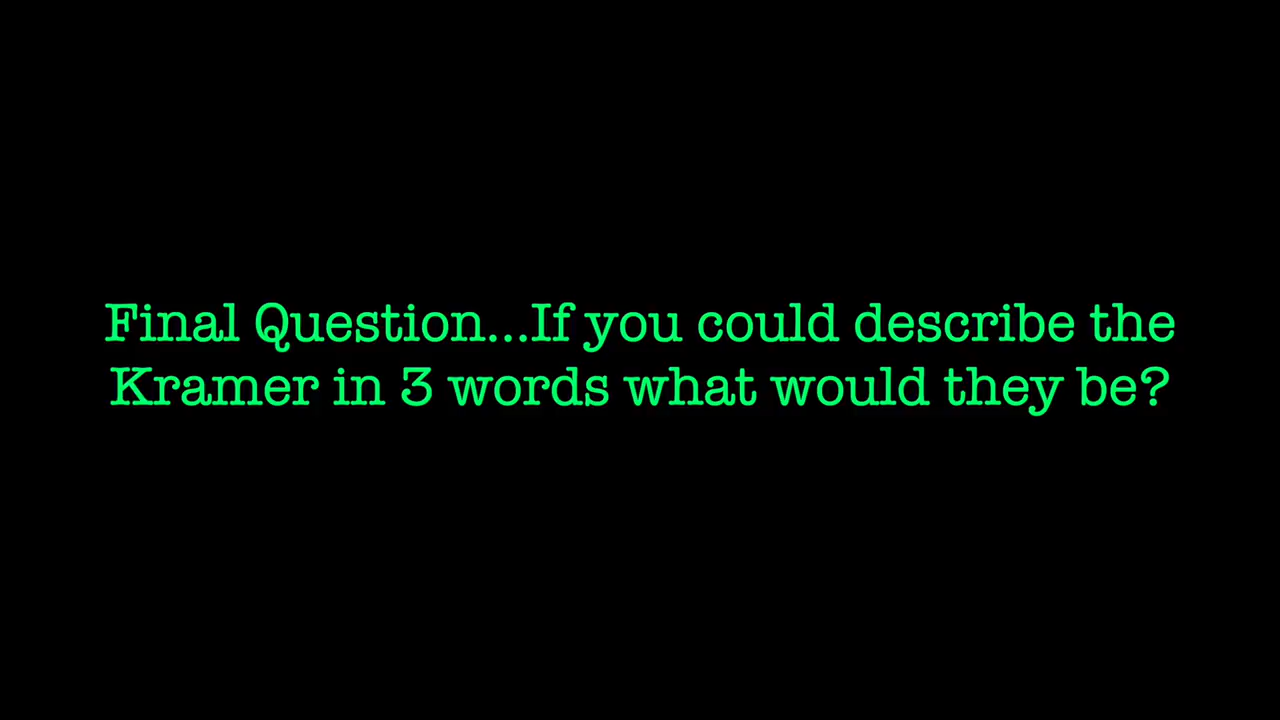 Final Question...If you could describe the
Kramer in 3 words what would they be?